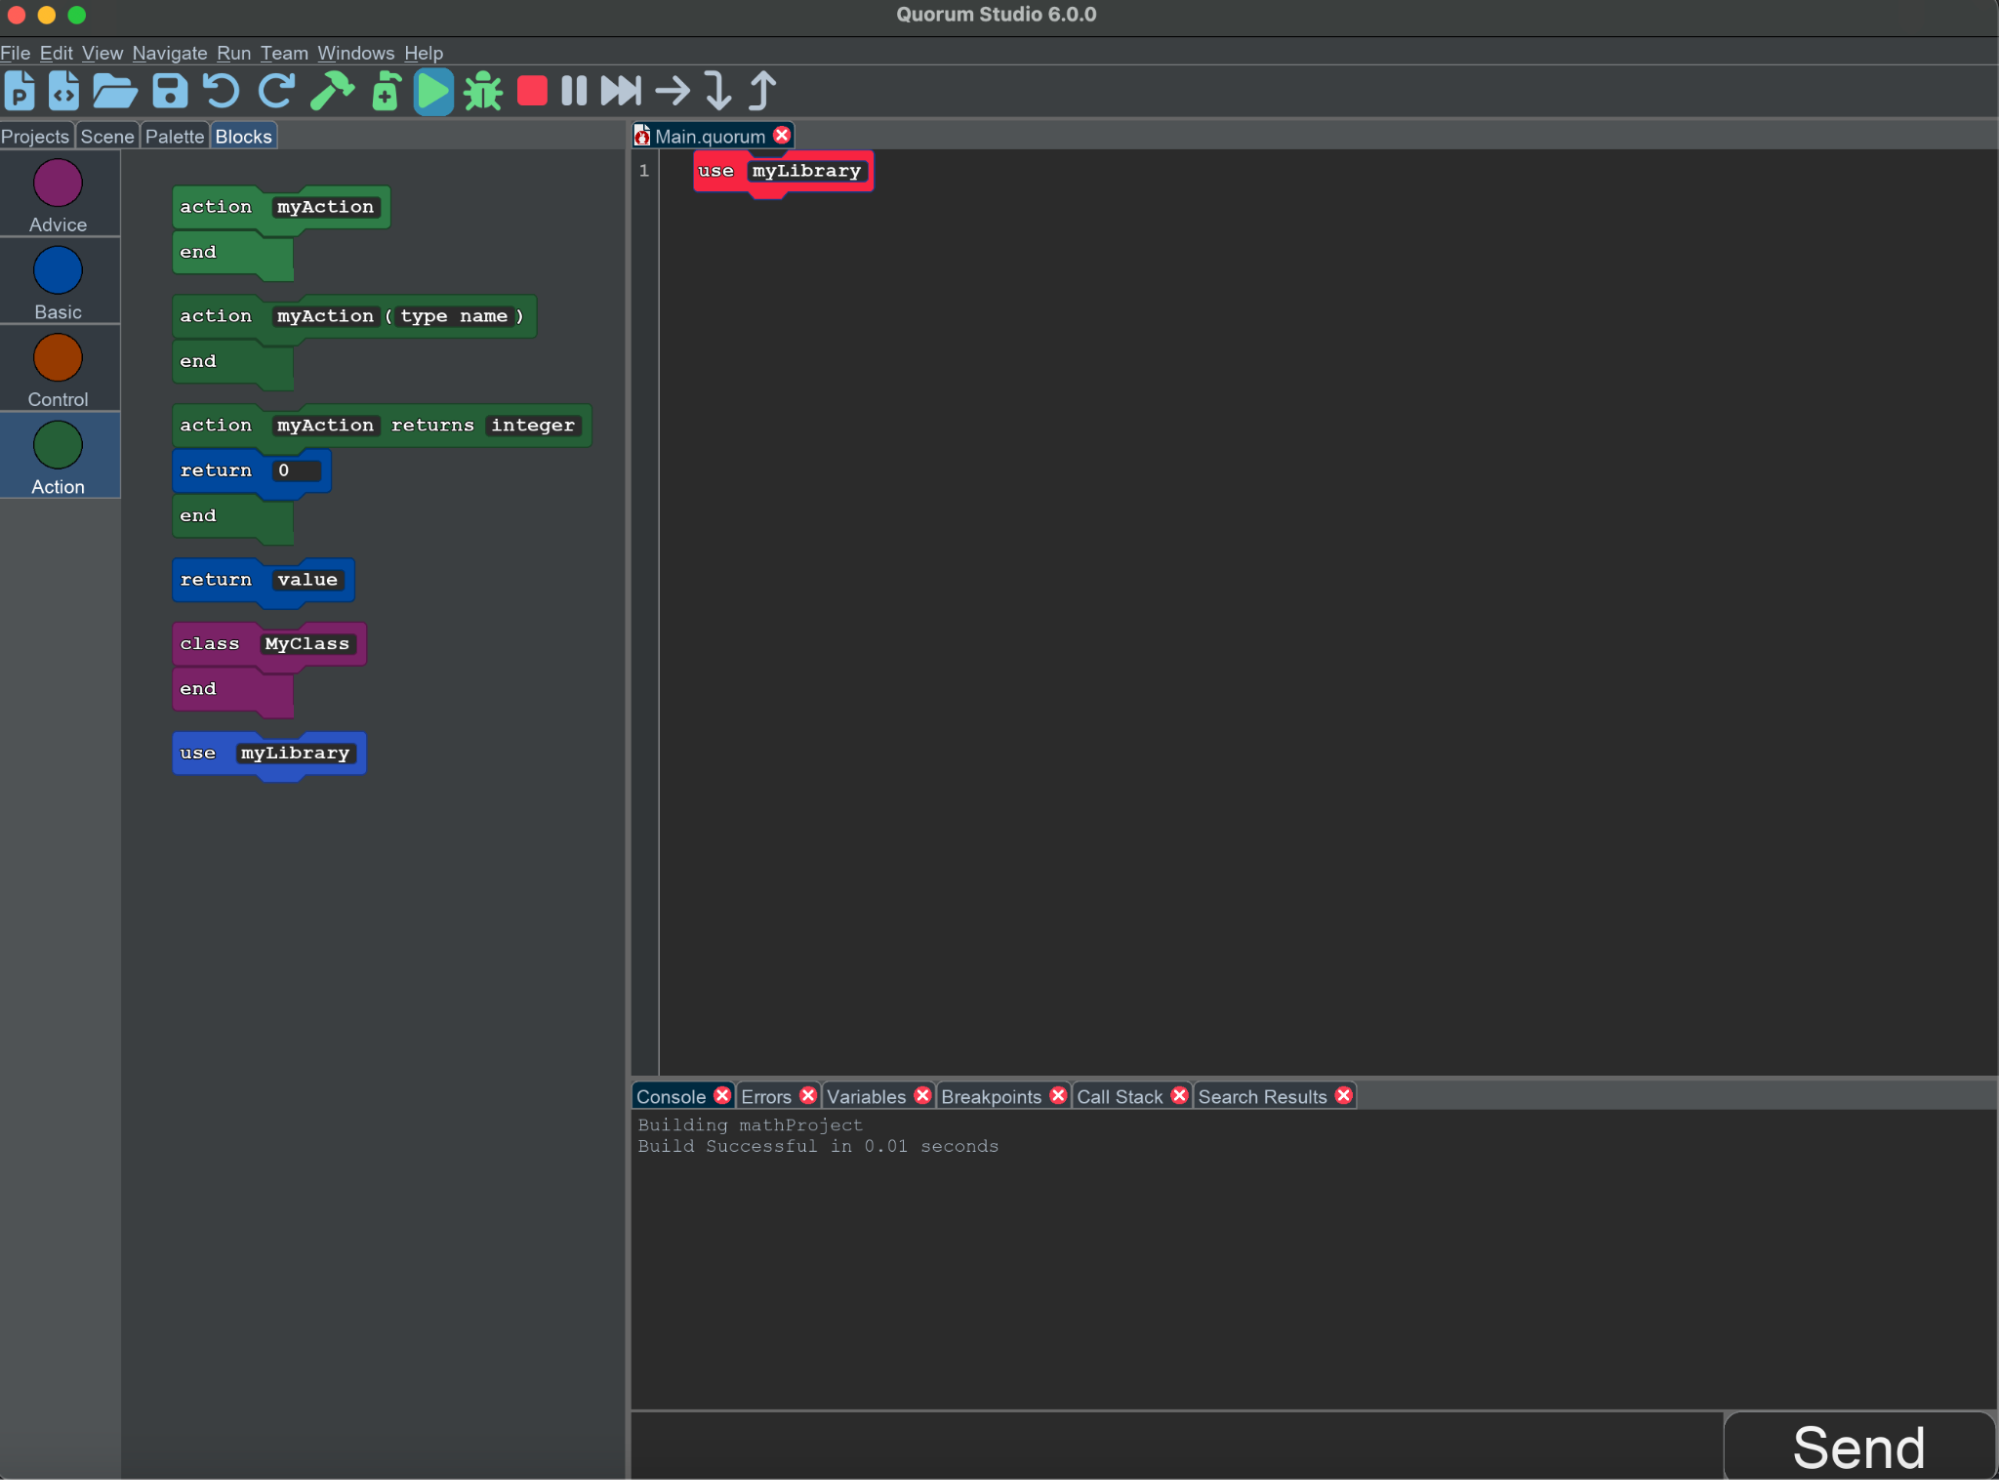 Quorum Studio 6.0.0
File Edit View Navigate Run Team Windows Help
P
Projects Scene Palette Blocks
Advice
Basic
Control
Action
action myAction
end
action myAction ( type name )
end
action myAction returns integer
return 0
end
return value
class MyClass
end
use myLibrary
Main.quorum
1 use myLibrary
Console Errors Variables Breakpoints Call Stack Search Results
Building mathProject
Build Successful in 0.01 seconds
Send